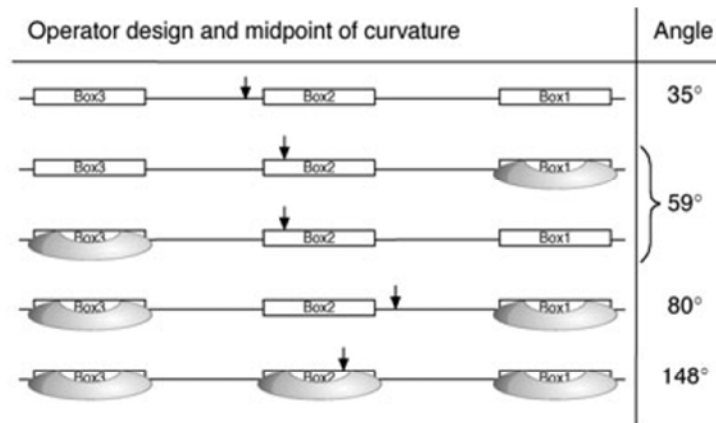 Operator design and midpoint of curvature Angle
Box3 Box2 Box1 35°
Box3 Box2 Box1
59°
Box3 Box2 Box1
Box3 Box2 Box1 80°
Box3 Box2 Box1 148°